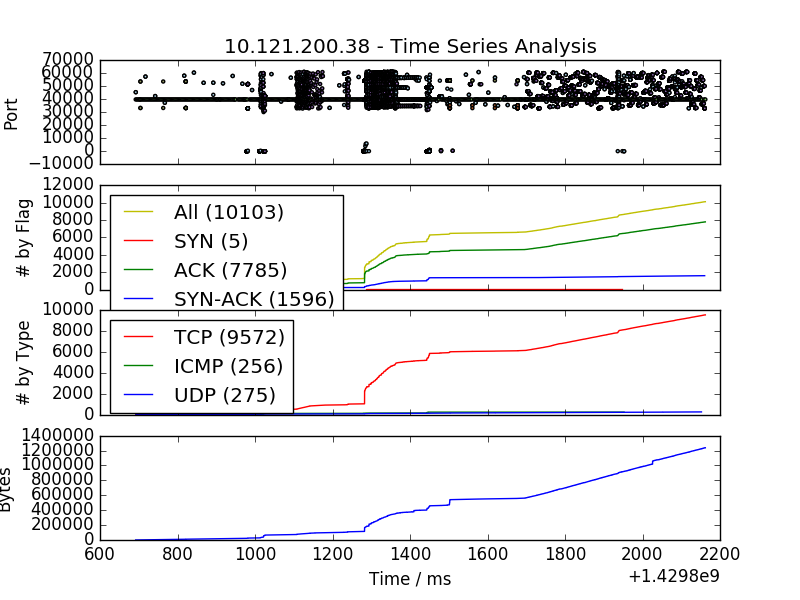 10.121.200.38 - Time Series Analysis
70000
60000
50000
40000
30000
20000
10000
0
−10000
Port
12000
10000
8000
6000
4000
2000
0
# by Flag
All (10103)
SYN (5)
ACK (7785)
SYN-ACK (1596)
10000
8000
6000
4000
2000
0
# by Type
TCP (9572)
ICMP (256)
UDP (275)
1400000
1200000
1000000
800000
600000
400000
200000
0
Bytes
600 800 1000 1200 1400 1600 1800 2000 2200
Time / ms
+1.4298e9